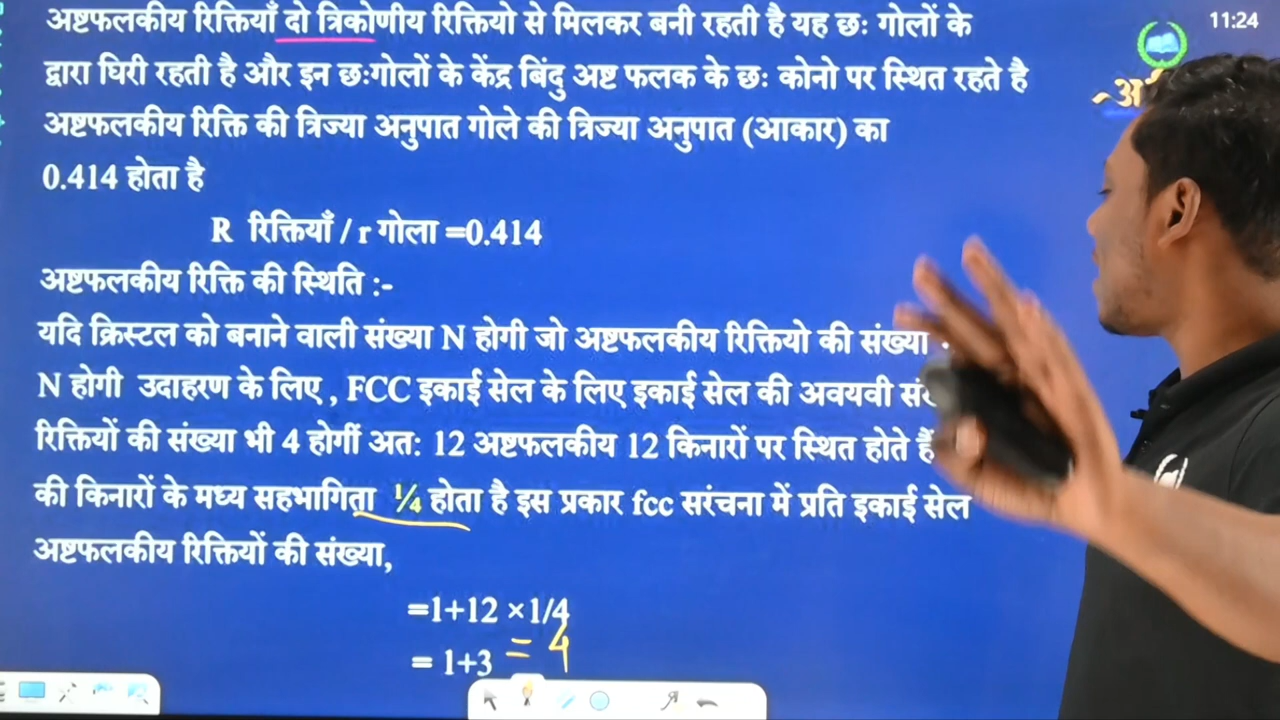 अष्टफलकीय रिक्तियाँ दो त्रिकोणीय रिक्तियो से मिलकर बनी रहती है यह छः गोलों के
11:24
द्वारा घिरी रहती है और इन छःगोलों के केंद्र बिंदु अष्ट फलक के छः कोनो पर स्थित रहते है
अष्टफलकीय रिक्ति की त्रिज्या अनुपात गोले की त्रिज्या अनुपात (आकार) का
0.414 होता है
R रिक्तियाँ / r गोला =0.414
अष्टफलकीय रिक्ति की स्थिति :-
यदि क्रिस्टल को बनाने वाली संख्या N होगी जो अष्टफलकीय रिक्तियो की संख्या
N होगी उदाहरण के लिए , FCC इकाई सेल के लिए इकाई सेल की अवयवी
रिक्तियों की संख्या भी 4 होगीं अत: 12 अष्टफलकीय 12 किनारों पर स्थित होते हैं
की किनारों के मध्य सहभागिता ¼ होता है इस प्रकार fcc सरंचना में प्रति इकाई सेल
अष्टफलकीय रिक्तियों की संख्या,
=1+12 ×1/4
= 1+3 = 4